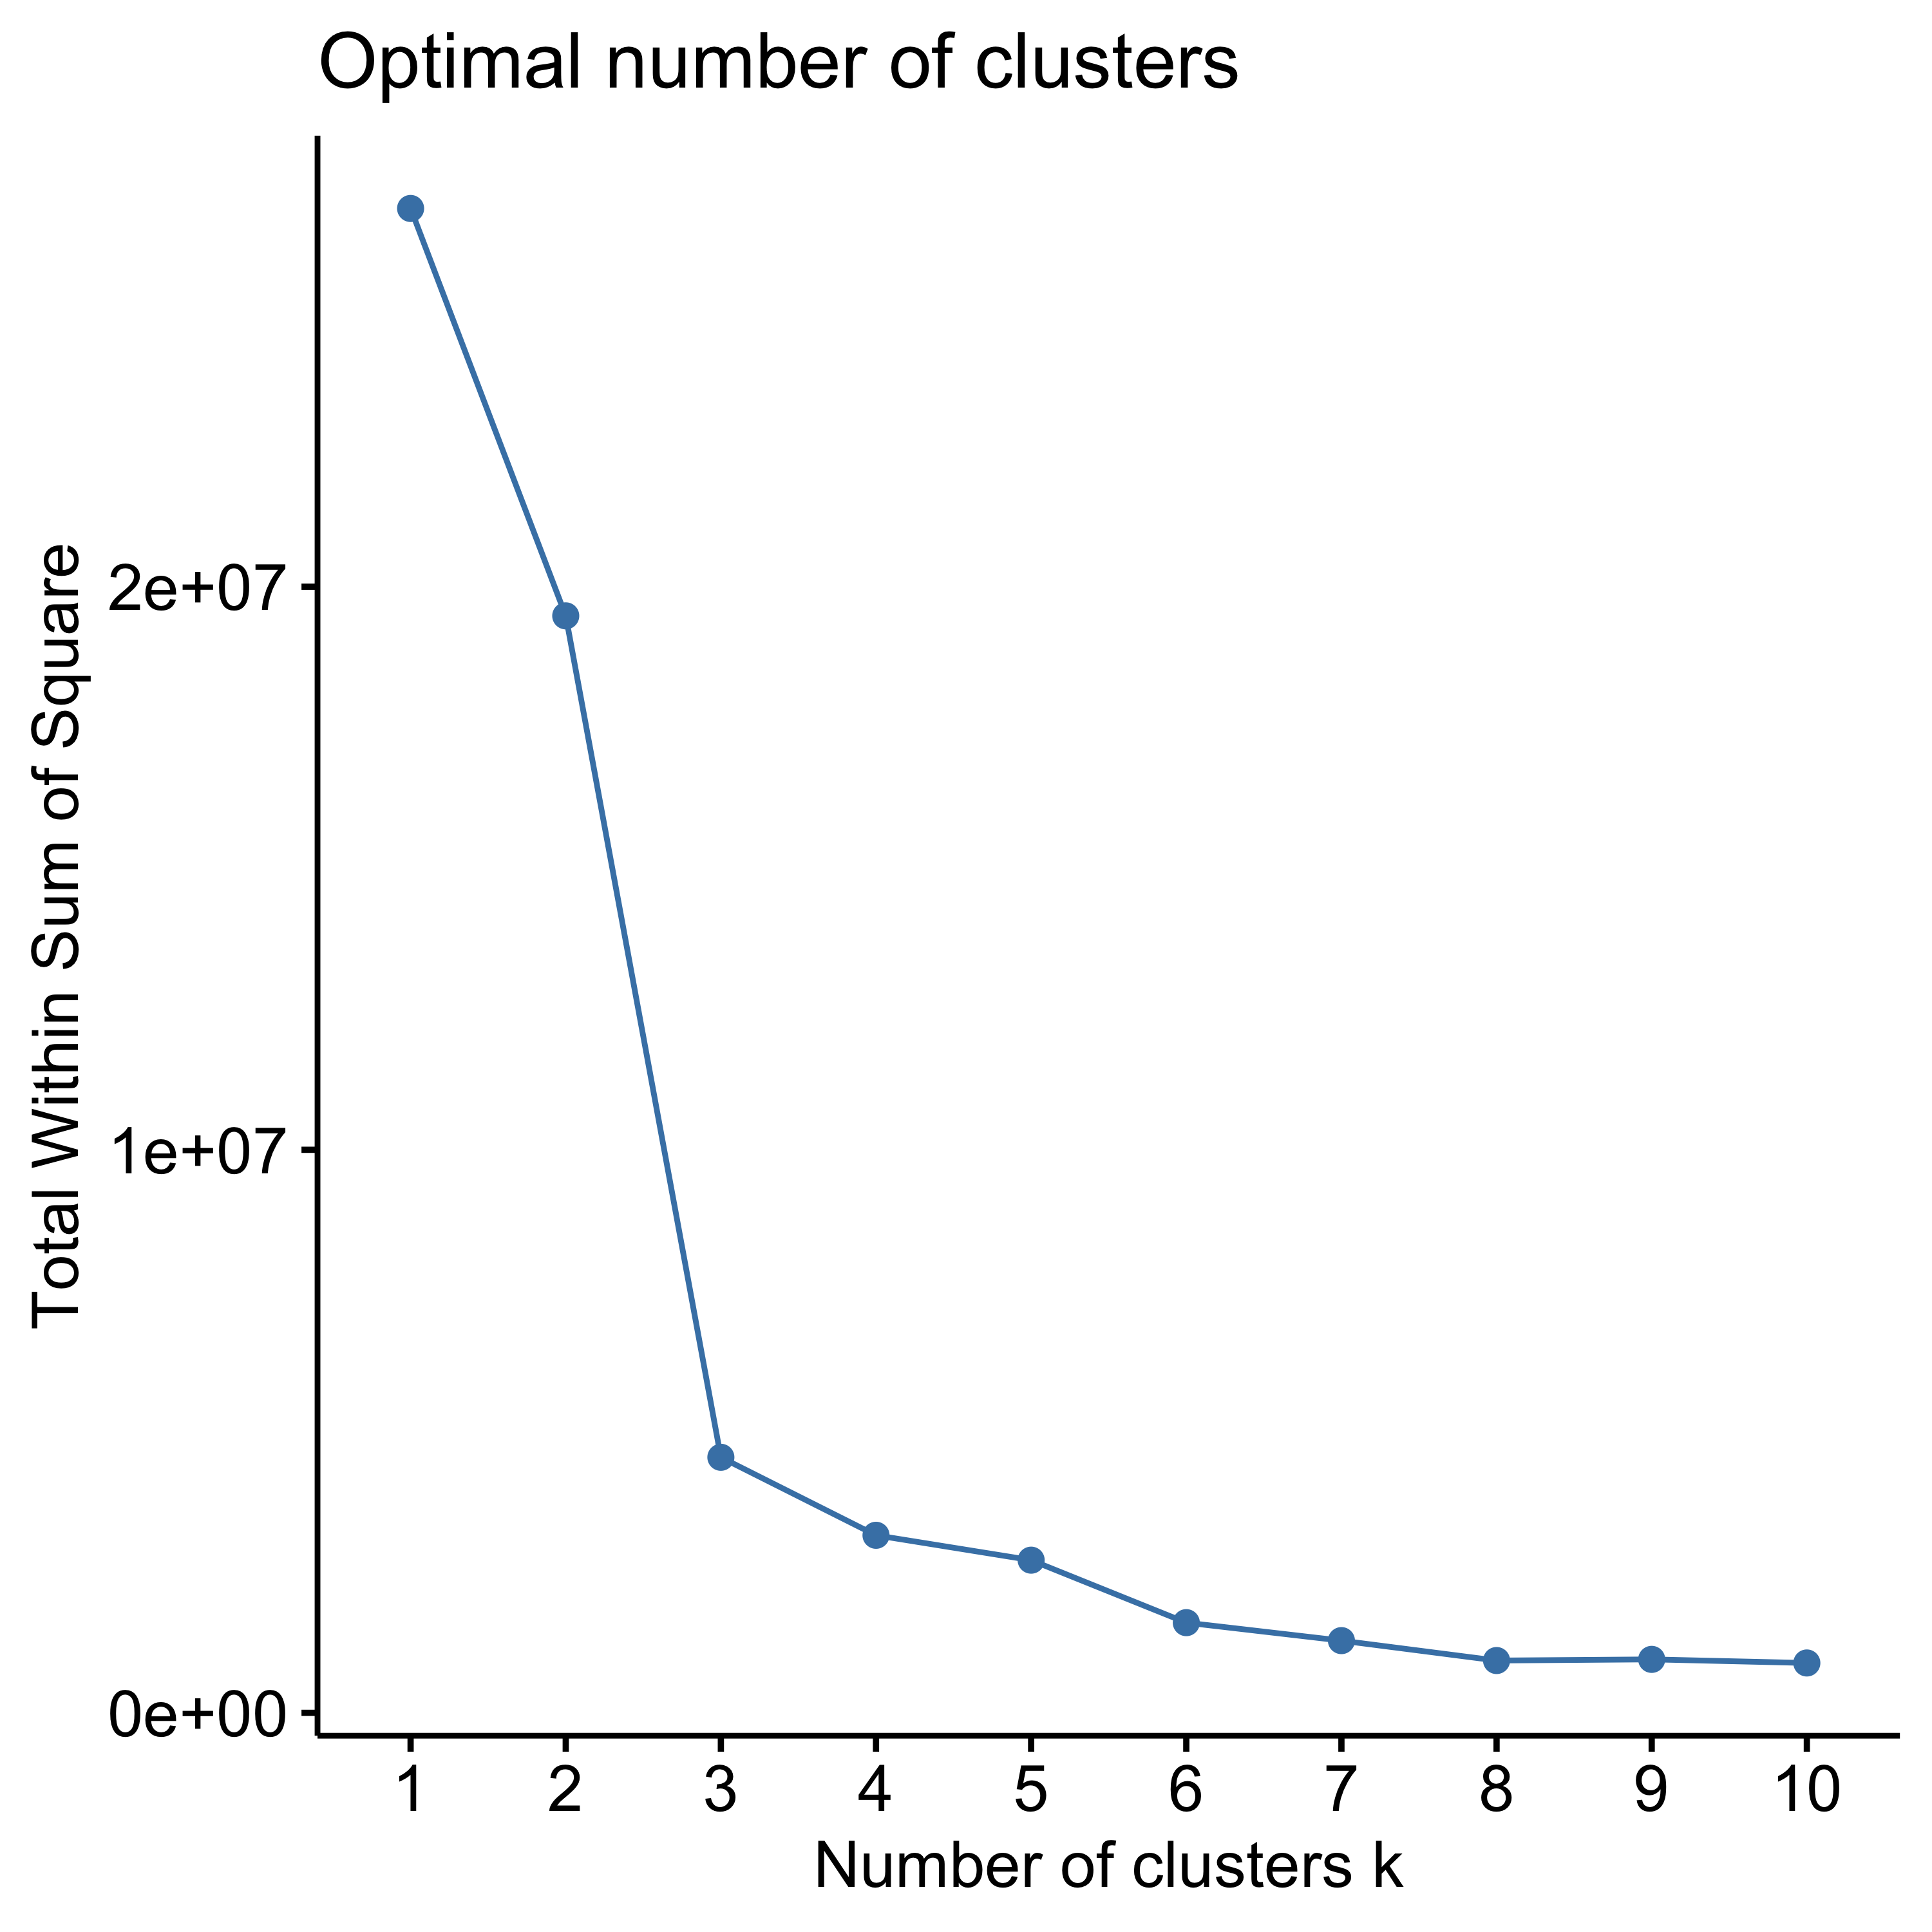 Optimal number of clusters
Total Within Sum of Square
2e+07
1e+07
0e+00
1 2 3 4 5 6 7 8 9 10
Number of clusters k